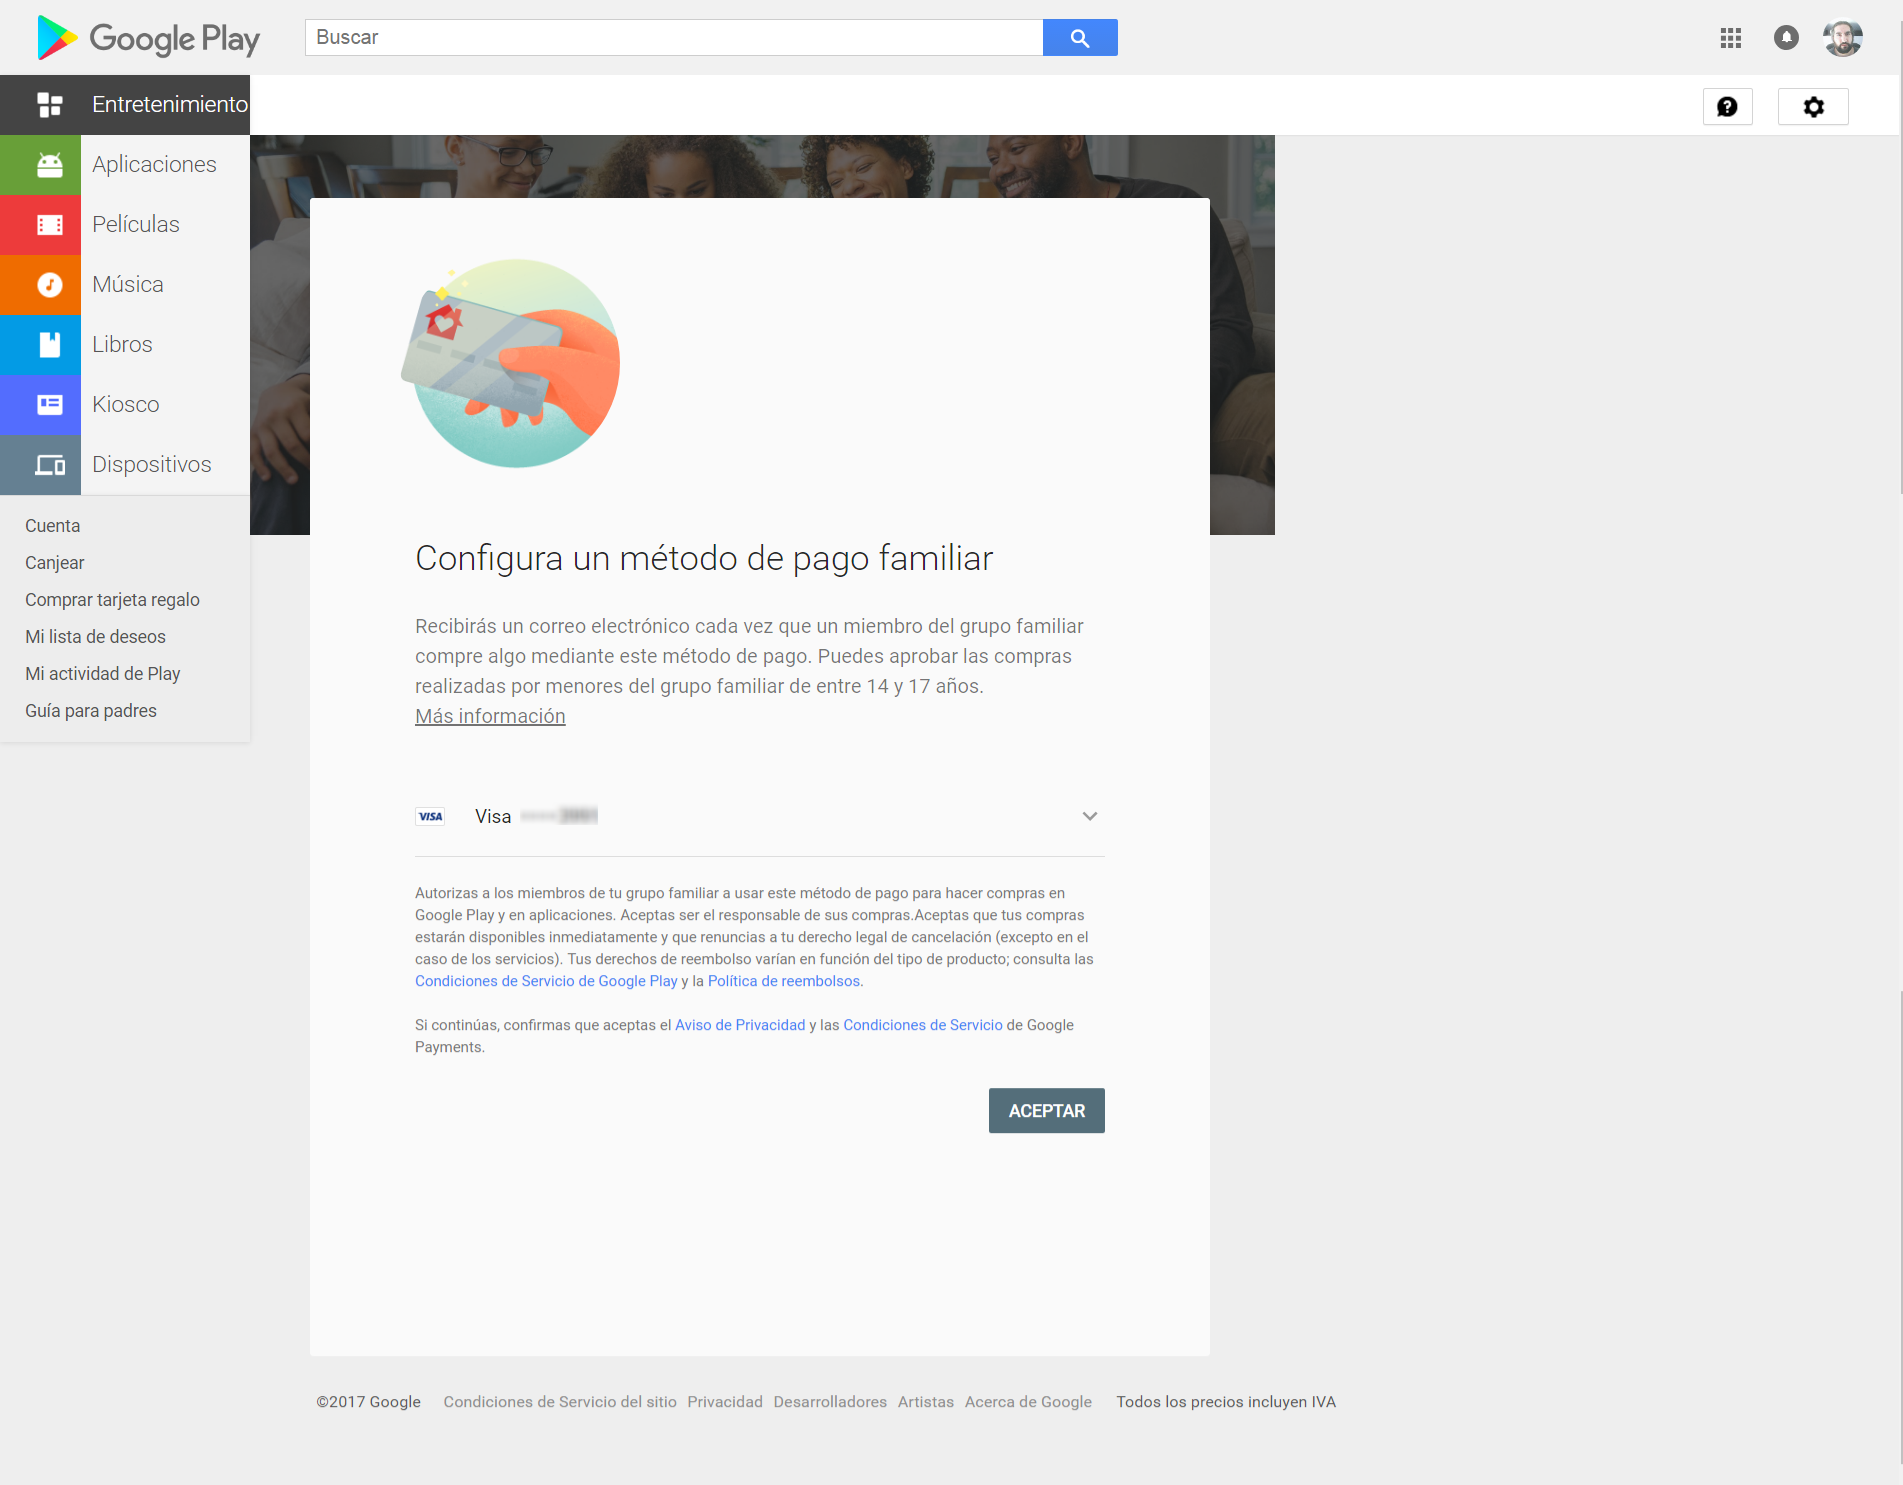 Google Play
Buscar
Entretenimiento
Aplicaciones
Películas
Música
Libros
Kiosco
Dispositivos
Cuenta
Canjear
Comprar tarjeta regalo
Mi lista de deseos
Mi actividad de Play
Guía para padres
Configura un método de pago familiar
Recibirás un correo electrónico cada vez que un miembro del grupo familiar
compre algo mediante este método de pago. Puedes aprobar las compras
realizadas por menores del grupo familiar de entre 14 y 17 años.
Más información
VISA Visa
Autorizas a los miembros de tu grupo familiar a usar este método de pago para hacer compras en
Google Play y en aplicaciones. Aceptas ser el responsable de sus compras.Aceptas que tus compras
estarán disponibles inmediatamente y que renuncias a tu derecho legal de cancelación (excepto en el
caso de los servicios). Tus derechos de reembolso varían en función del tipo de producto; consulta las
Condiciones de Servicio de Google Play y la Política de reembolsos.
Si continúas, confirmas que aceptas el Aviso de Privacidad y las Condiciones de Servicio de Google
Payments.
ACEPTAR
©2017 Google Condiciones de Servicio del sitio Privacidad Desarrolladores Artistas Acerca de Google Todos los precios incluyen IVA